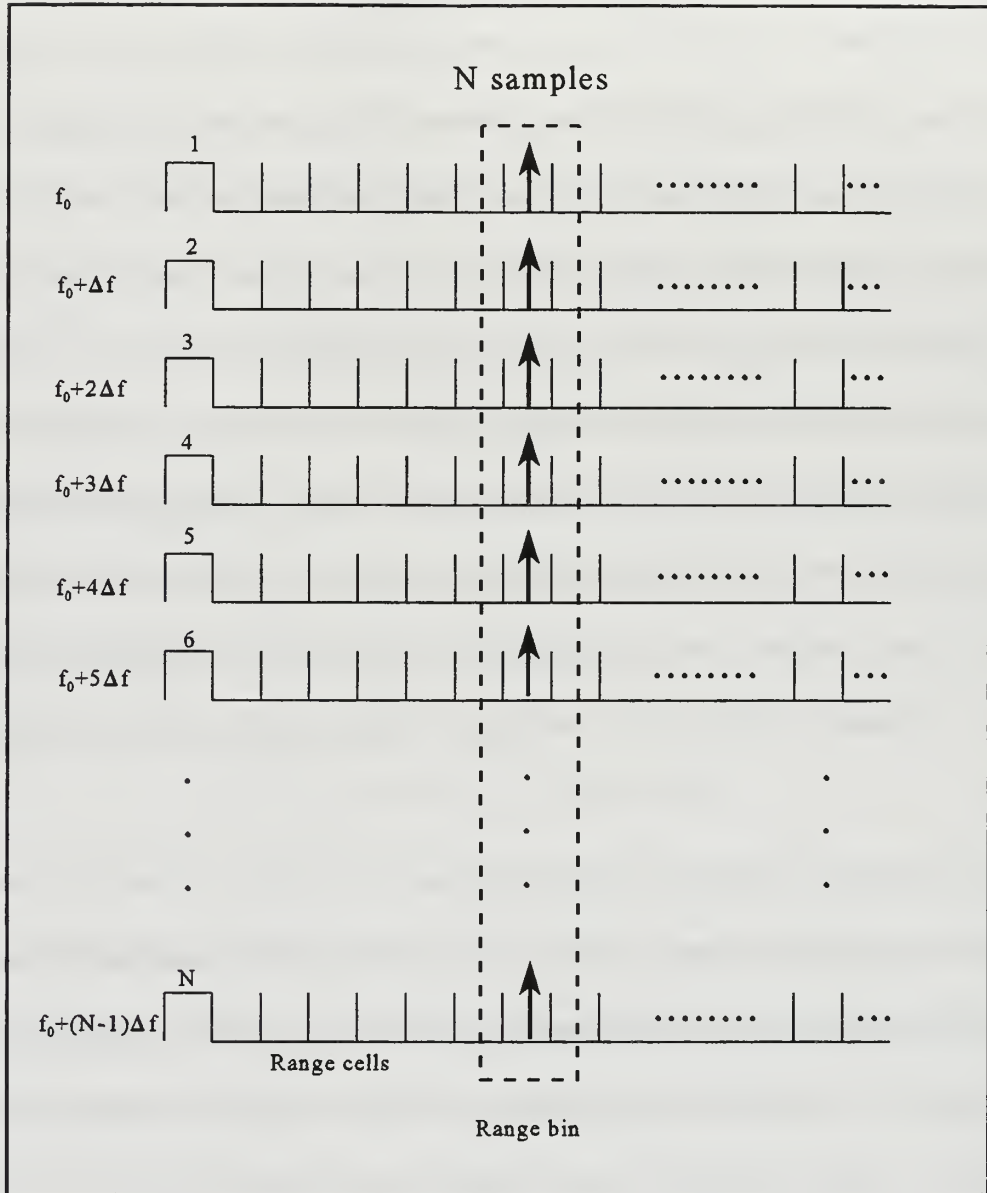 N samples
1
f₀
2
f₀+Δf
3
f₀+2Δf
4
f₀+3Δf
5
f₀+4Δf
6
f₀+5Δf
N
f₀+(N-1)Δf
Range cells
Range bin